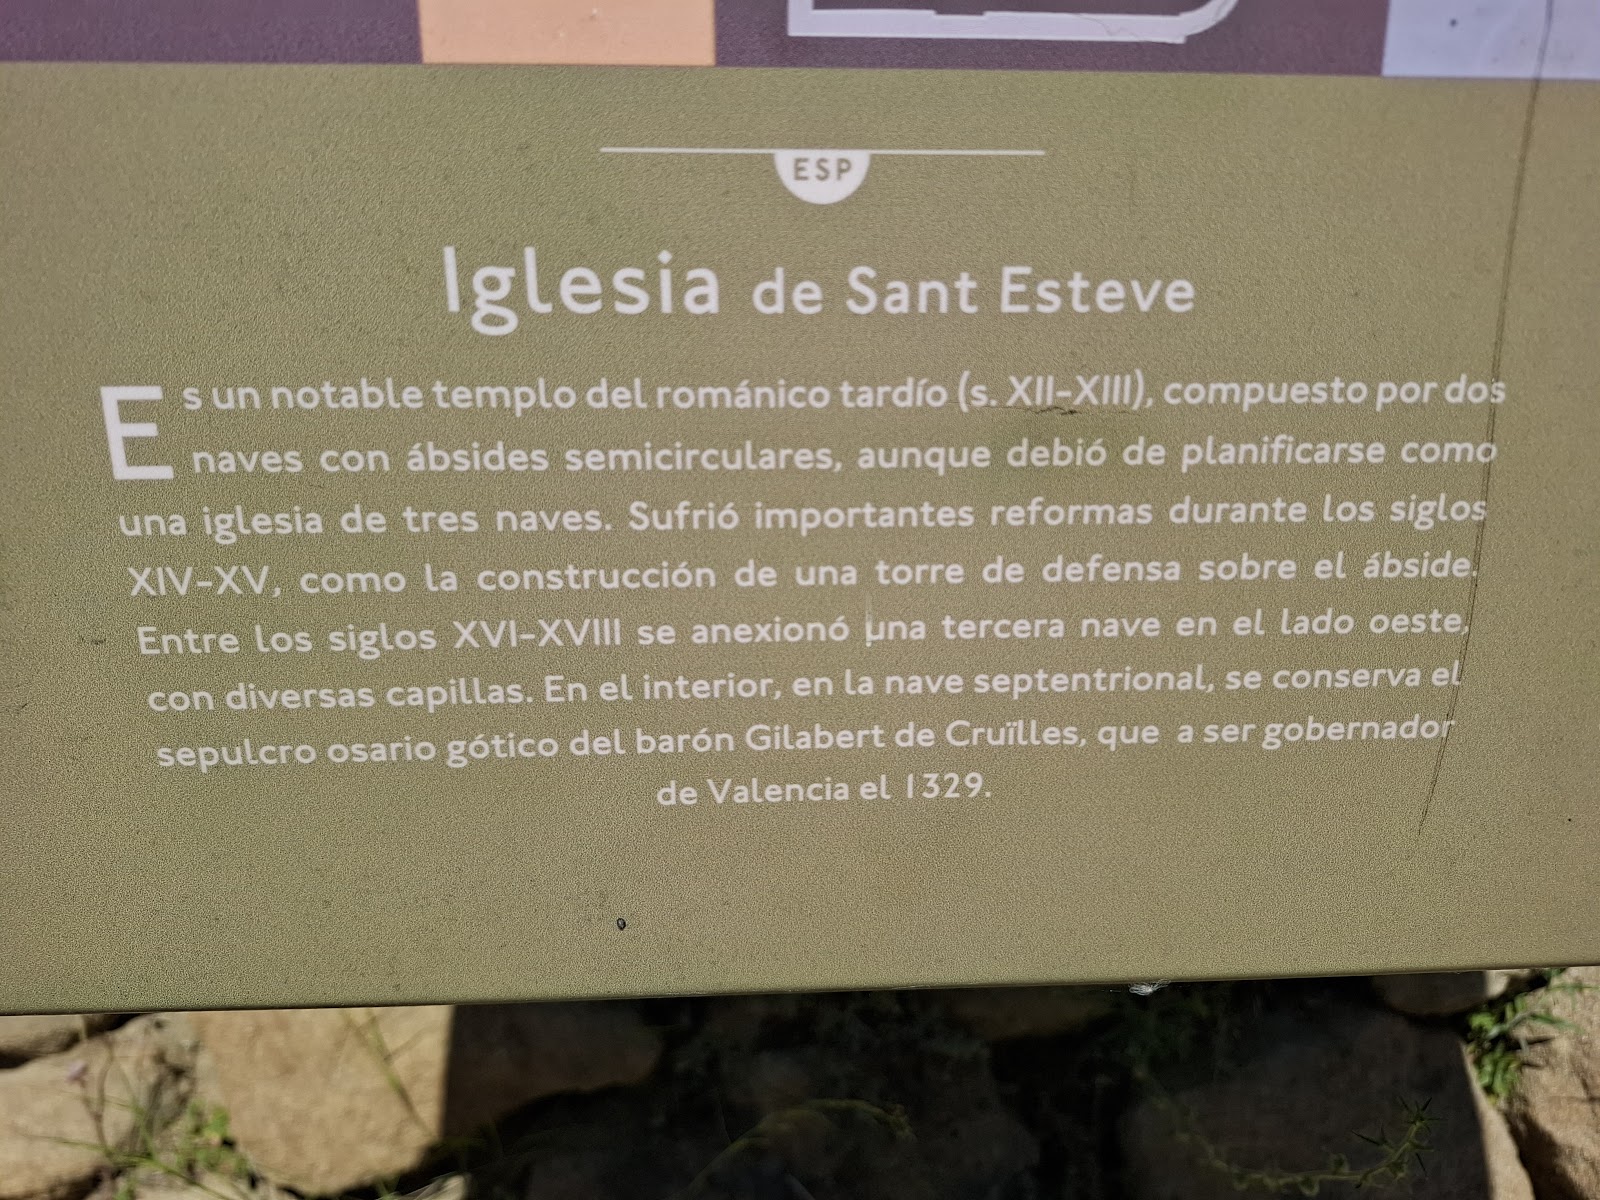 ESP
Iglesia de Sant Esteve
Es un notable templo del románico tardío (s. XII-XIII), compuesto por dos
naves con ábsides semicirculares, aunque debió de planificarse como
una iglesia de tres naves. Sufrió importantes reformas durante los siglos
XIV-XV, como la construcción de una torre de defensa sobre el ábside.
Entre los siglos XVI-XVIII se anexionó una tercera nave en el lado oeste,
con diversas capillas. En el interior, en la nave septentrional, se conserva el
sepulcro osario gótico del barón Gilabert de Cruïlles, que a ser gobernador
de Valencia el 1329.